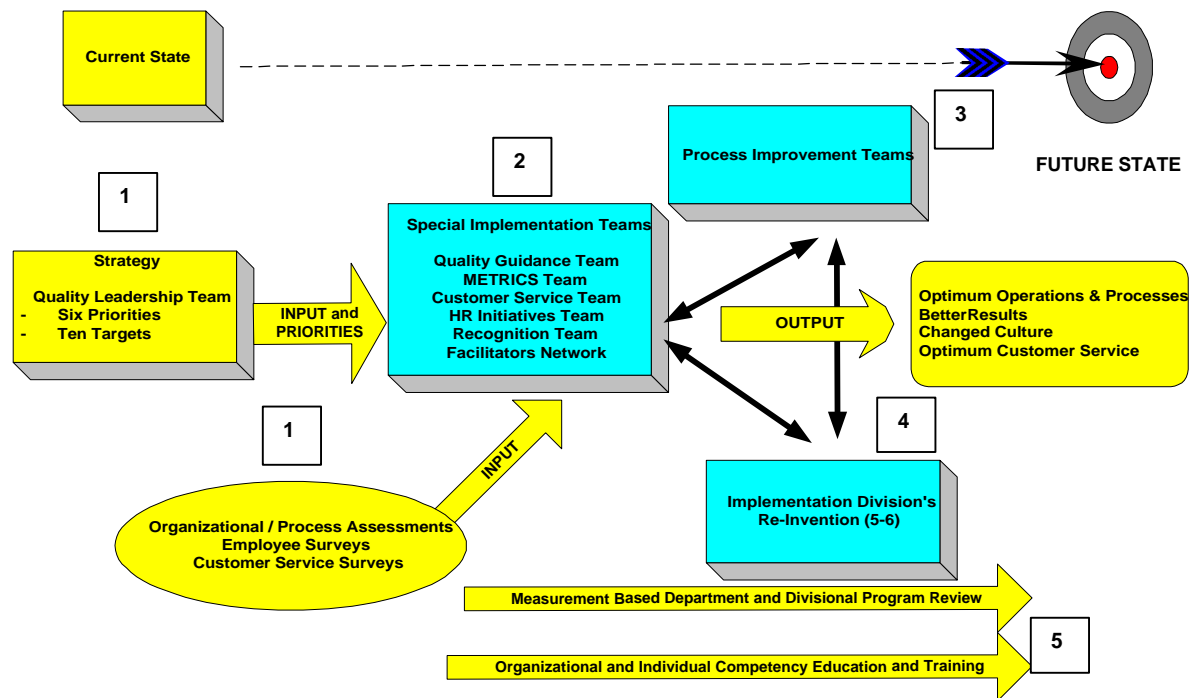 Current State
3
FUTURE STATE
Process Improvement Teams
2
1
Special Implementation Teams
Quality Guidance Team
METRICS Team
Customer Service Team
HR Initiatives Team
Recognition Team
Facilitators Network
Strategy
Quality Leadership Team
- Six Priorities
- Ten Targets
INPUT and
PRIORITIES
OUTPUT
Optimum Operations & Processes
BetterResults
Changed Culture
Optimum Customer Service
1
INPUT
4
Organizational / Process Assessments
Employee Surveys
Customer Service Surveys
Implementation Division's
Re-Invention (5-6)
Measurement Based Department and Divisional Program Review
5
Organizational and Individual Competency Education and Training